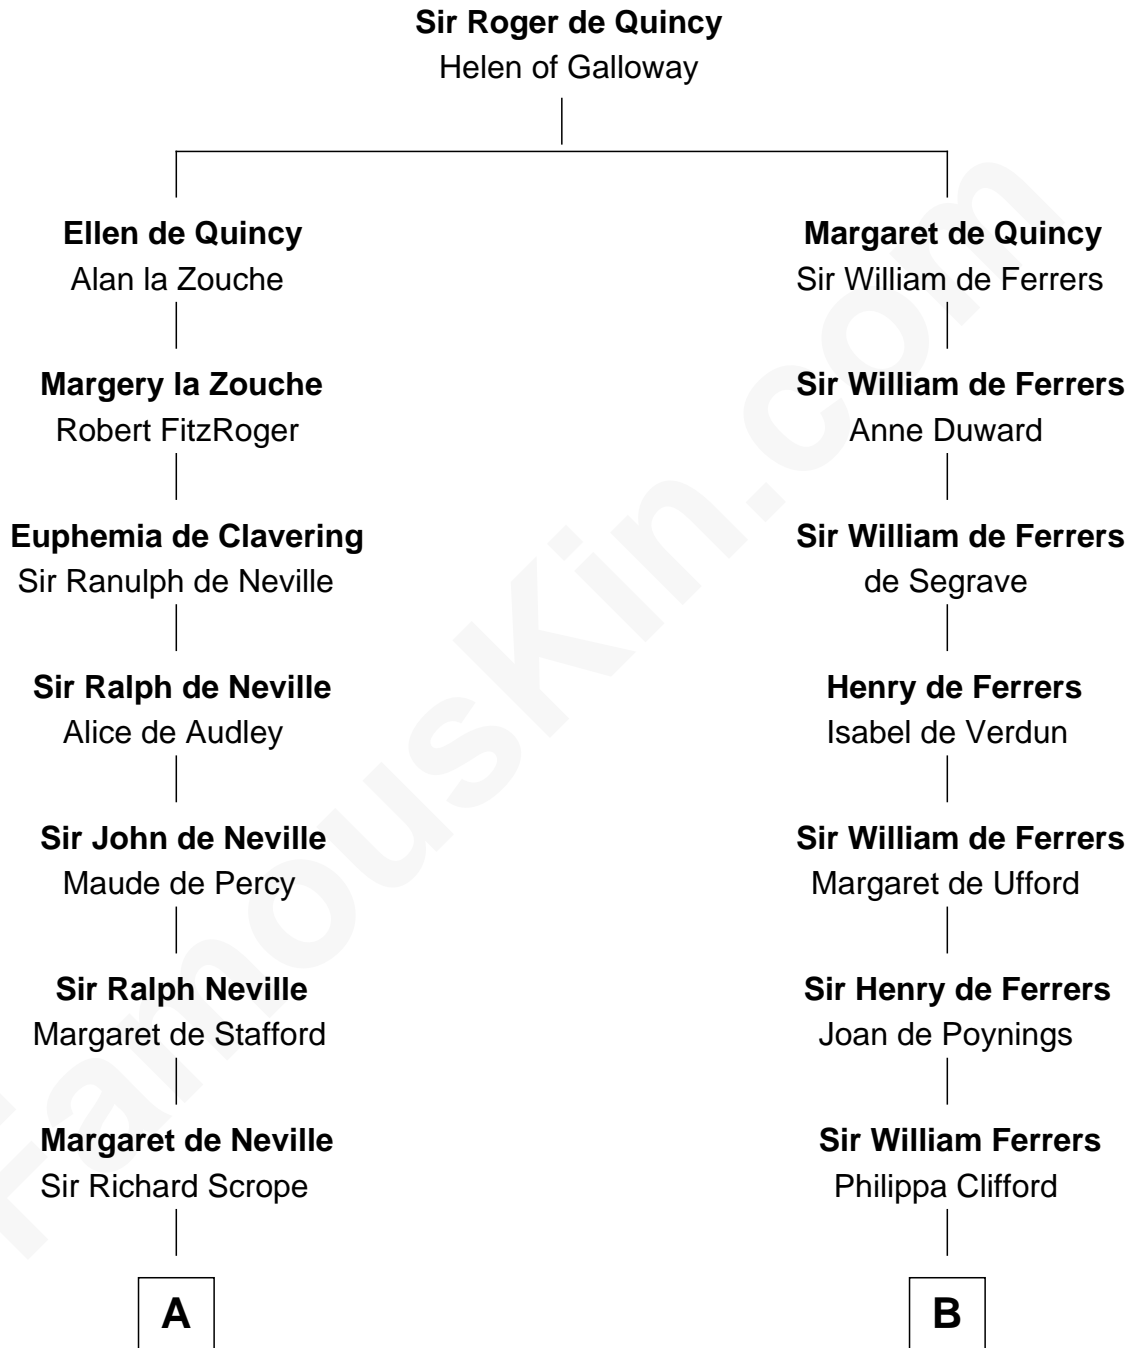 Sir Roger de Quincy
Helen of Galloway
Ellen de Quincy
Alan la Zouche
Margery la Zouche
Robert FitzRoger
Euphemia de Clavering
Sir Ranulph de Neville
Sir Ralph de Neville
Alice de Audley
Sir John de Neville
Maude de Percy
Sir Ralph Neville
Margaret de Stafford
Margaret de Neville
Sir Richard Scrope
A
Margaret de Quincy
Sir William de Ferrers
Sir William de Ferrers
Anne Duward
Sir William de Ferrers
de Segrave
Henry de Ferrers
Isabel de Verdun
Sir William de Ferrers
Margaret de Ufford
Sir Henry de Ferrers
Joan de Poynings
Sir William Ferrers
Philippa Clifford
B
FamousKin.com